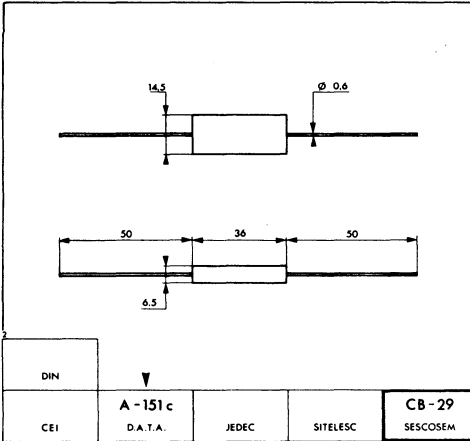 14,5
Ø 0,6
50
36
50
6.5
2
DIN
A-151c
CB-29
CEI
D.A.T.A.
JEDEC
SITELESC
SESCOSEM